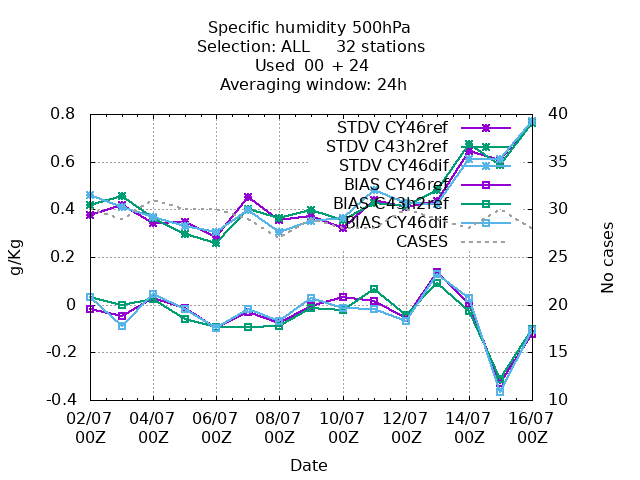 Specific humidity 500hPa
Selection: ALL 32 stations
Used 00 + 24
Averaging window: 24h
0.8
0.6
0.4
0.2
0
-0.2
-0.4
g/Kg
40
35
30
25
20
15
10
No cases
STDV CY46ref
STDV C43h2ref
STDV CY46dif
BIAS CY46ref
BIAS C43h2ref
BIAS CY46dif
CASES
02/07 04/07 06/07 08/07 10/07 12/07 14/07 16/07
00Z 00Z 00Z 00Z 00Z 00Z 00Z 00Z
Date